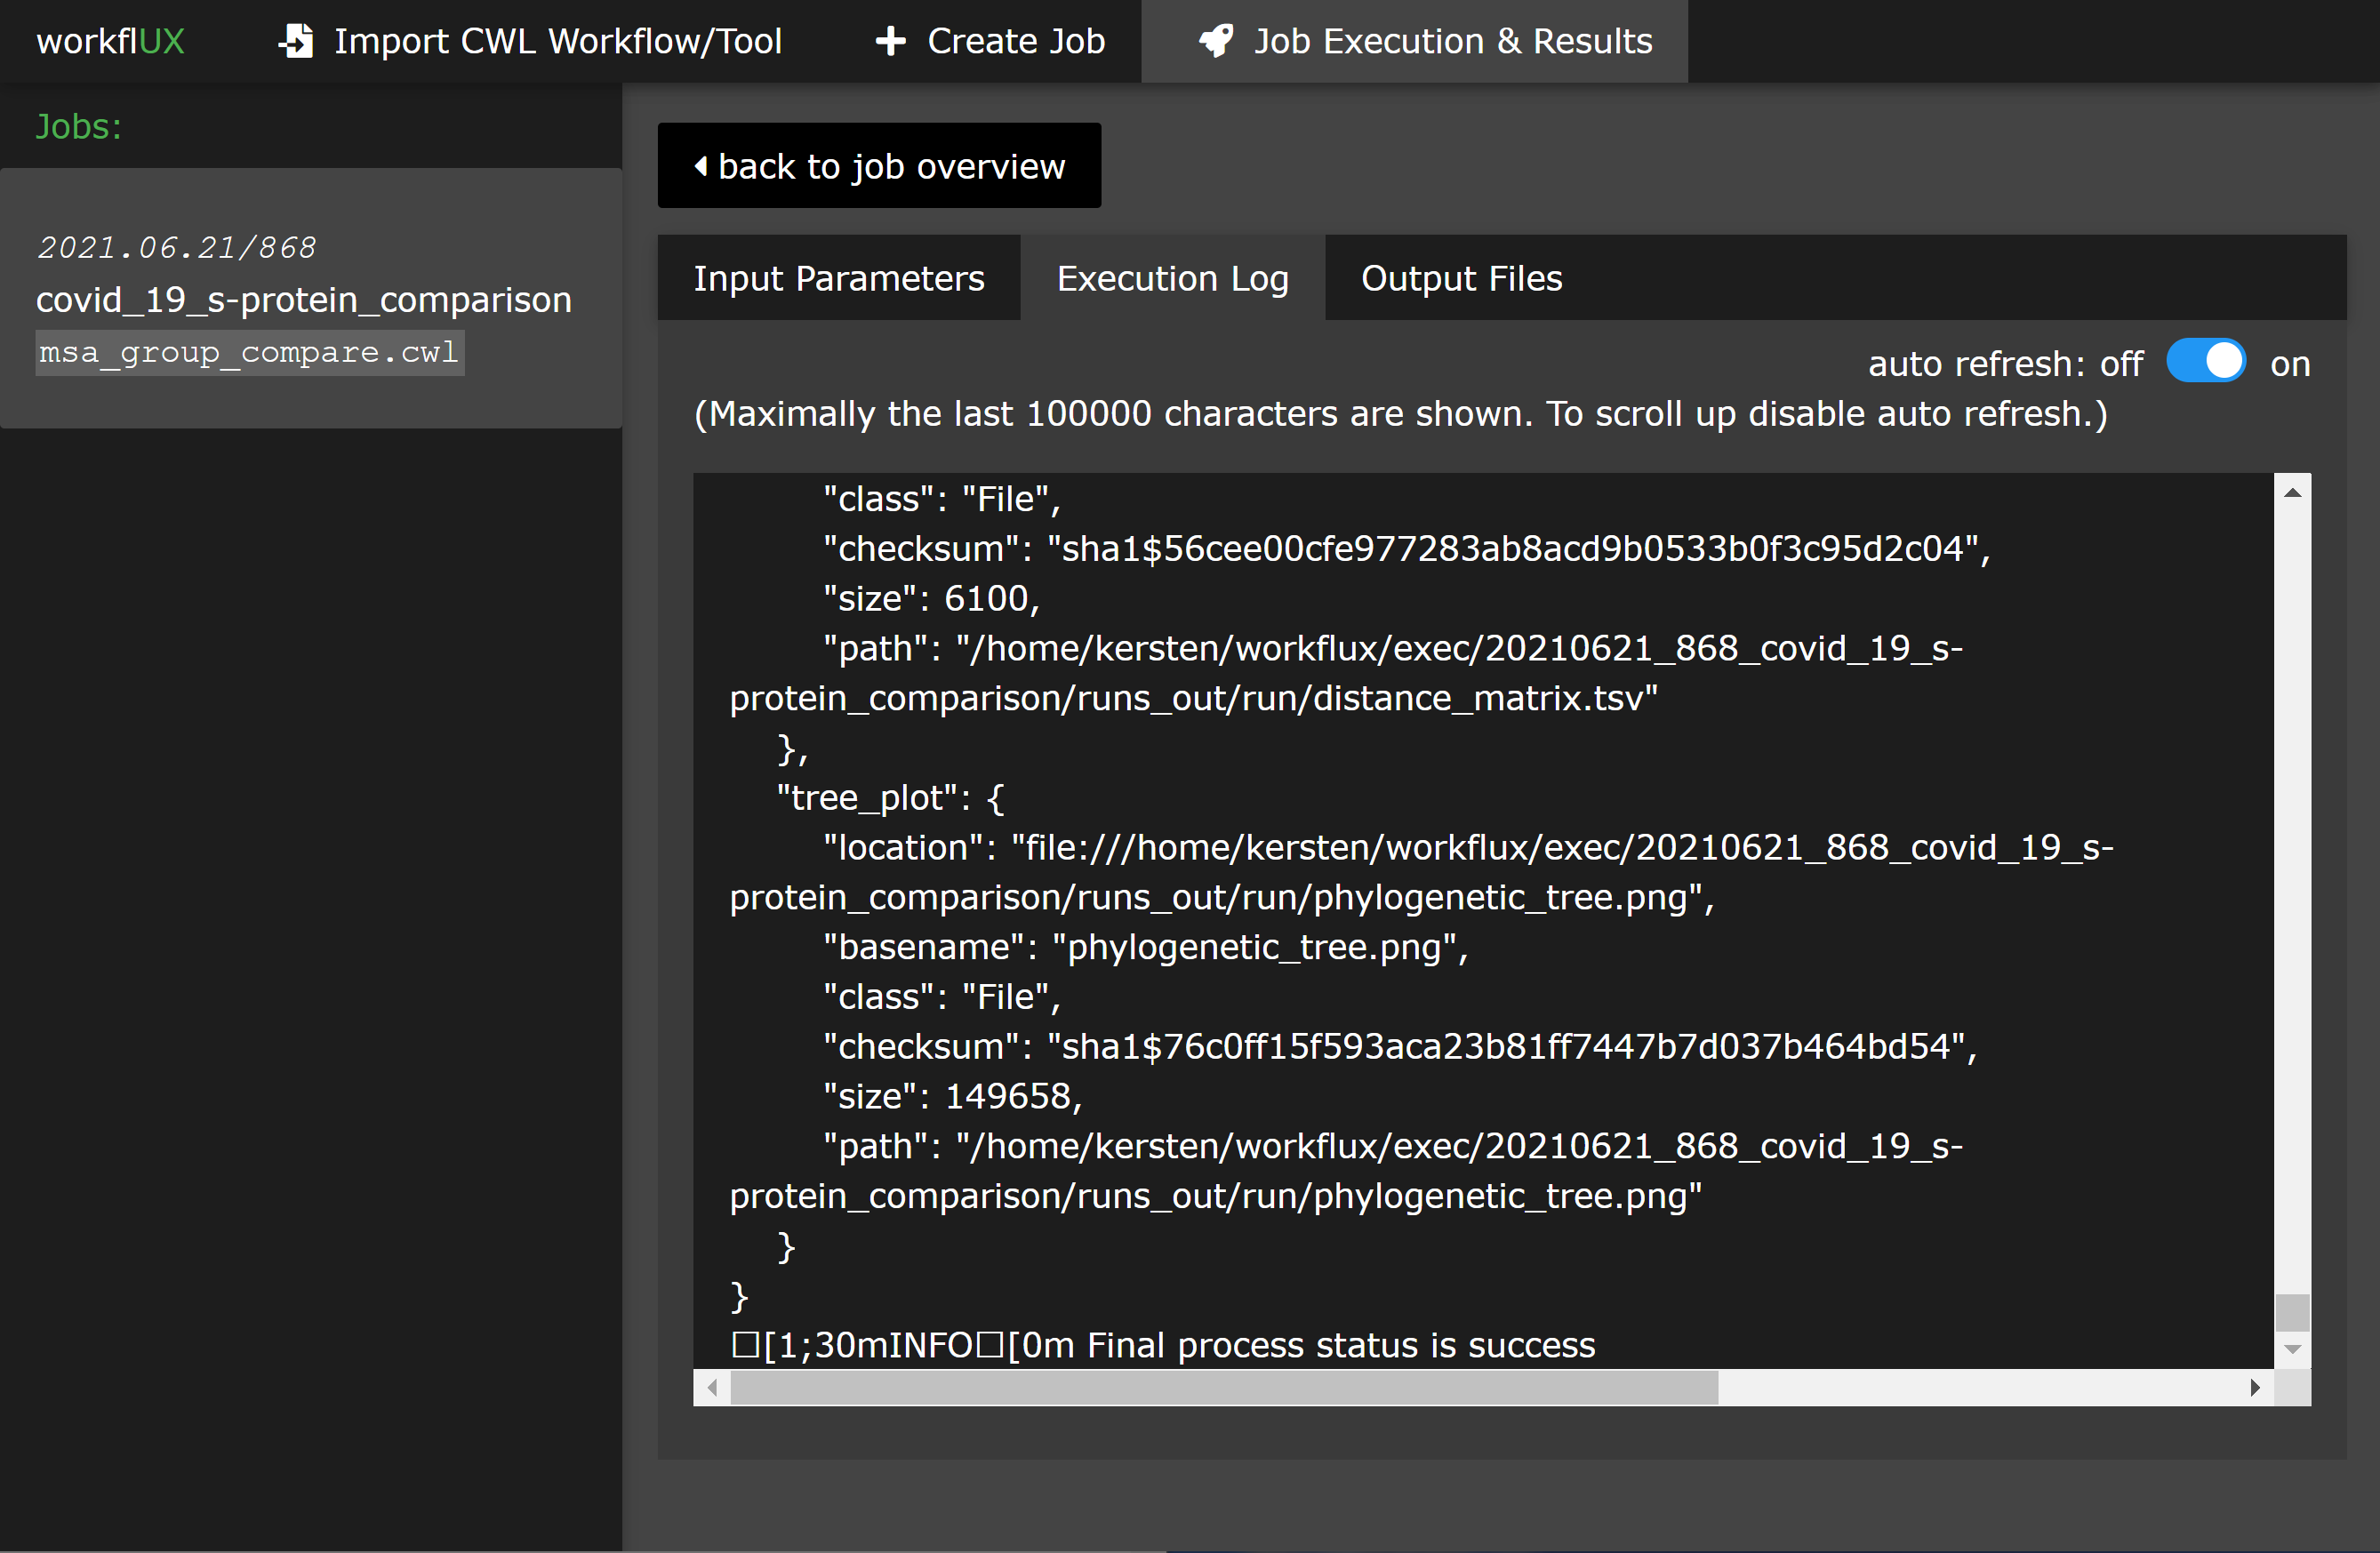 workflUX
Import CWL Workflow/Tool
Create Job
Job Execution & Results
Jobs:
2021.06.21/868
covid_19_s-protein_comparison
msa_group_compare.cwl
back to job overview
Input Parameters
Execution Log
Output Files
auto refresh: off on
(Maximally the last 100000 characters are shown. To scroll up disable auto refresh.)
"class": "File",
"checksum": "sha1$56cee00cfe977283ab8acd9b0533b0f3c95d2c04",
"size": 6100,
"path": "/home/kersten/workflux/exec/20210621_868_covid_19_s-
protein_comparison/runs_out/run/distance_matrix.tsv"
},
"tree_plot": {
"location": "file:///home/kersten/workflux/exec/20210621_868_covid_19_s-
protein_comparison/runs_out/run/phylogenetic_tree.png",
"basename": "phylogenetic_tree.png",
"class": "File",
"checksum": "sha1$76c0ff15f593aca23b81ff7447b7d037b464bd54",
"size": 149658,
"path": "/home/kersten/workflux/exec/20210621_868_covid_19_s-
protein_comparison/runs_out/run/phylogenetic_tree.png"
}
}
□[1;30mINFO□[0m Final process status is success